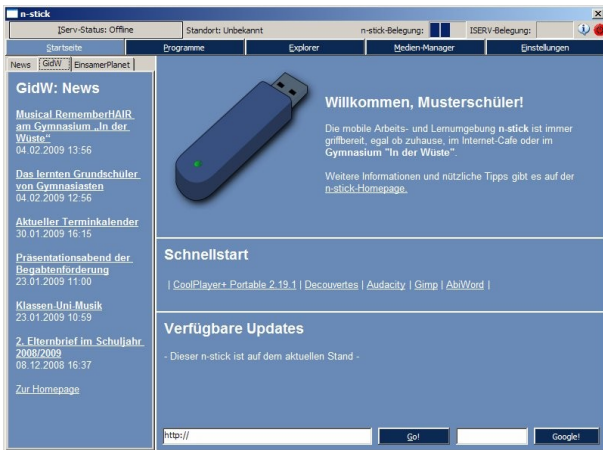 n-stick
IServ-Status: Offline
Standort: Unbekannt
n-stick-Belegung:
ISERV-Belegung:
Startseite
Programme
Explorer
Medien-Manager
Einstellungen
News
GidW
EinsamerPlanet
GidW: News
Musical RememberHAIR
am Gymnasium „In der
Wüste"
04.02.2009 13:56
Das lernten Grundschüler
von Gymnasiasten
04.02.2009 12:56
Aktueller Terminkalender
30.01.2009 16:15
Präsentationsabend der
Begabtenförderung
23.01.2009 11:00
Klassen-Uni-Musik
23.01.2009 10:59
2. Elternbrief im Schuljahr
2008/2009
08.12.2008 16:37
Zur Homepage
Willkommen, Musterschüler!
Die mobile Arbeits- und Lernumgebung n-stick ist immer
griffbereit, egal ob zuhause, im Internet-Cafe oder im
Gymnasium "In der Wüste".
Weitere Informationen und nützliche Tipps gibt es auf der
n-stick-Homepage.
Schnellstart
| CoolPlayer+ Portable 2.19.1 | Decouvertes | Audacity | Gimp | AbiWord |
Verfügbare Updates
- Dieser n-stick ist auf dem aktuellen Stand -
http://
Go!
Google!